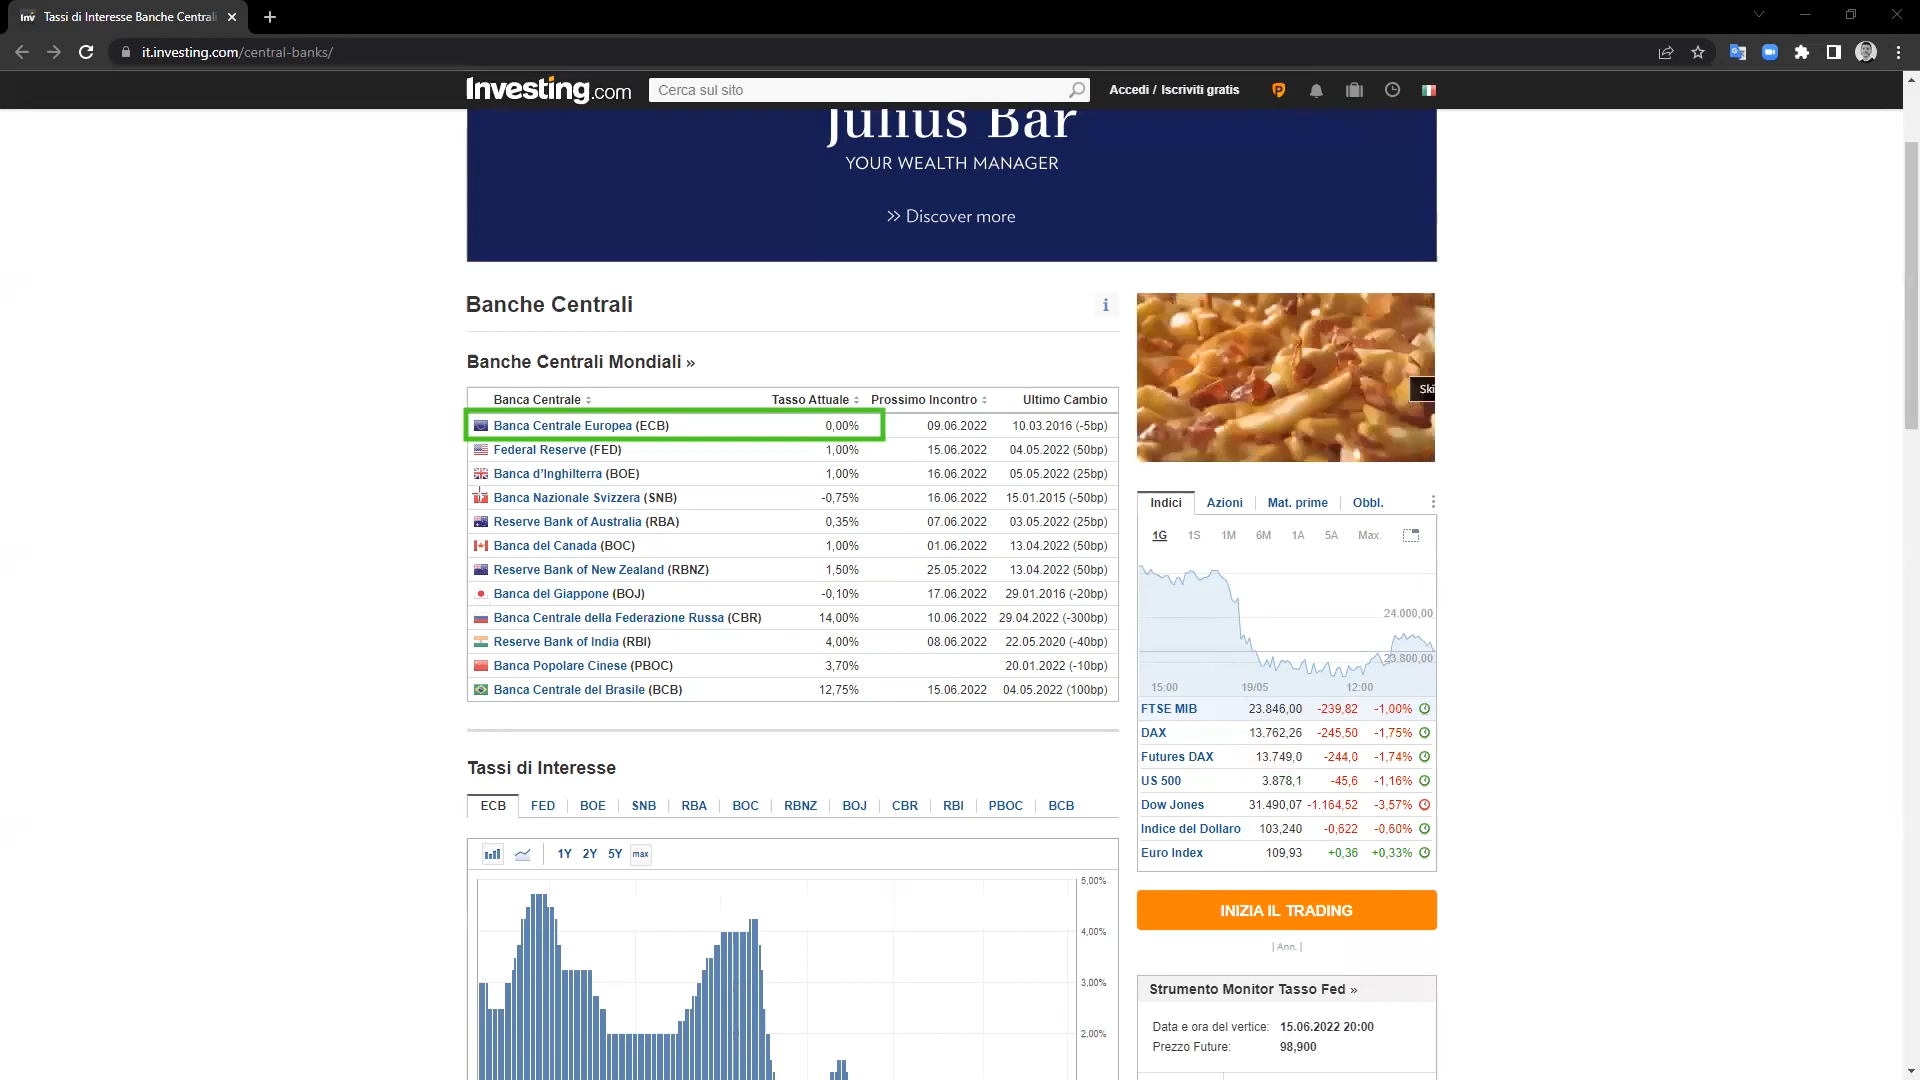 Inv Tassi di Interesse Banche Centrali
it.investing.com/central-banks/
Investing.com
Cerca sul sito
Accedi / Iscriviti gratis
Julius Bär
YOUR WEALTH MANAGER
>> Discover more
Banche Centrali
i
Banche Centrali Mondiali »
Banca Centrale Tasso Attuale Prossimo Incontro Ultimo Cambio
Banca Centrale Europea (ECB) 0,00% 09.06.2022 10.03.2016 (-5bp)
Federal Reserve (FED) 1,00% 15.06.2022 04.05.2022 (50bp)
Banca d'Inghilterra (BOE) 1,00% 16.06.2022 05.05.2022 (25bp)
Banca Nazionale Svizzera (SNB) -0,75% 16.06.2022 15.01.2015 (-50bp)
Reserve Bank of Australia (RBA) 0,35% 07.06.2022 03.05.2022 (25bp)
Banca del Canada (BOC) 1,00% 01.06.2022 13.04.2022 (50bp)
Reserve Bank of New Zealand (RBNZ) 1,50% 25.05.2022 13.04.2022 (50bp)
Banca del Giappone (BOJ) -0,10% 17.06.2022 29.01.2016 (-20bp)
Banca Centrale della Federazione Russa (CBR) 14,00% 10.06.2022 29.04.2022 (-300bp)
Reserve Bank of India (RBI) 4,00% 08.06.2022 22.05.2020 (-40bp)
Banca Popolare Cinese (PBOC) 3,70% 20.01.2022 (-10bp)
Banca Centrale del Brasile (BCB) 12,75% 15.06.2022 04.05.2022 (100bp)
Tassi di Interesse
ECB FED BOE SNB RBA BOC RBNZ BOJ CBR RBI PBOC BCB
1Y 2Y 5Y max
5,00%
4,00%
3,00%
2,00%
Ski
Indici Azioni Mat. prime Obbl.
1G 1S 1M 6M 1A 5A Max.
24.000,00
23.800,00
15:00 19/05 12:00
FTSE MIB 23.846,00 -239,82 -1,00%
DAX 13.762,26 -245,50 -1,75%
Futures DAX 13.749,0 -244,0 -1,74%
US 500 3.878,1 -45,6 -1,16%
Dow Jones 31.490,07 -1.164,52 -3,57%
Indice del Dollaro 103,240 -0,622 -0,60%
Euro Index 109,93 +0,36 +0,33%
INIZIA IL TRADING
| Ann. |
Strumento Monitor Tasso Fed »
Data e ora del vertice: 15.06.2022 20:00
Prezzo Future: 98,900